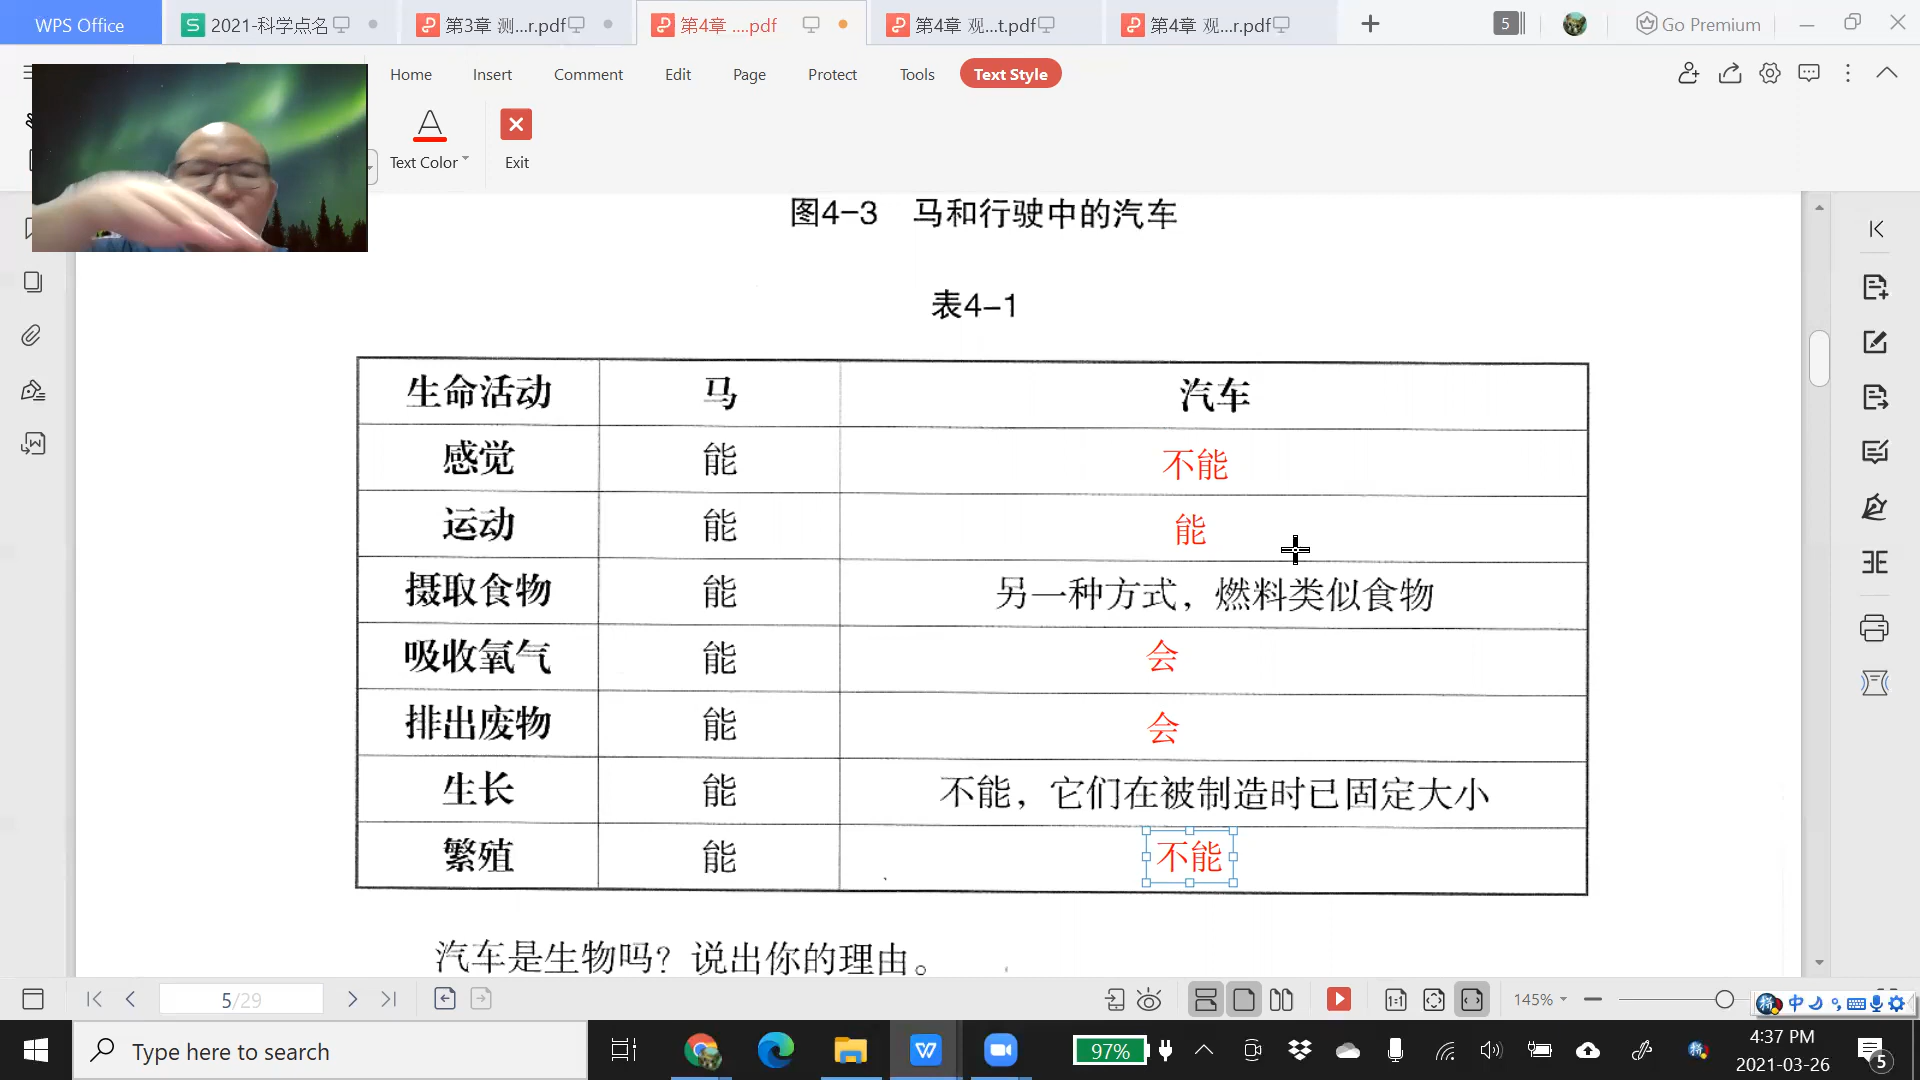 WPS Office
2021-科学点名
第3章 测...r.pdf
第4章 ....pdf
第4章 观...t.pdf
第4章 观...r.pdf
5
Go Premium
Home Insert Comment Edit Page Protect Tools Text Style
Text Color
Exit
图4-3 马和行驶中的汽车
表4-1
生命活动 马 汽车
感觉 能 不能
运动 能 能
摄取食物 能 另一种方式，燃料类似食物
吸收氧气 能 会
排出废物 能 会
生长 能 不能，它们在被制造时已固定大小
繁殖 能 不能
汽车是生物吗？说出你的理由。
5/29
1:1
145%
中
Type here to search
97%
4:37 PM
2021-03-26
5